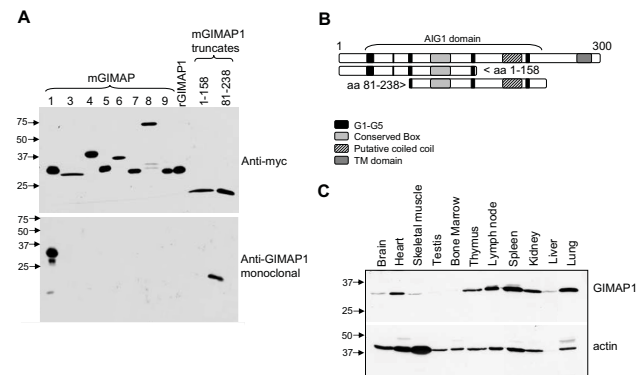 A
mGIMAP
mGIMAP1
truncates
1 3 4 5 6 7 8 9 rGIMAP1 1-158 81-238
75
50
37
25
Anti-myc
75
50
37
25
Anti-GIMAP1
monoclonal
B
AIG1 domain
1 300
< aa 1-158
aa 81-238>
G1-G5
Conserved Box
Putative coiled coil
TM domain
C
Brain Heart Skeletal muscle Testis Bone Marrow Thymus Lymph node Spleen Kidney Liver Lung
37
25
GIMAP1
50
37
actin